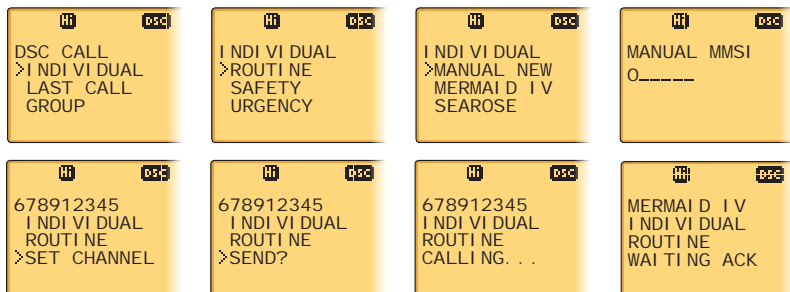 Hi DSC
DSC CALL
>INDIVIDUAL
LAST CALL
GROUP
Hi DSC
INDIVIDUAL
>ROUTINE
SAFETY
URGENCY
Hi DSC
INDIVIDUAL
>MANUAL NEW
MERMAID IV
SEAROSE
Hi DSC
MANUAL MMSI
0_____
Hi DSC
678912345
INDIVIDUAL
ROUTINE
>SET CHANNEL
Hi DSC
678912345
INDIVIDUAL
ROUTINE
>SEND?
Hi DSC
678912345
INDIVIDUAL
ROUTINE
CALLING...
Hi DSC
MERMAID IV
INDIVIDUAL
ROUTINE
WAITING ACK